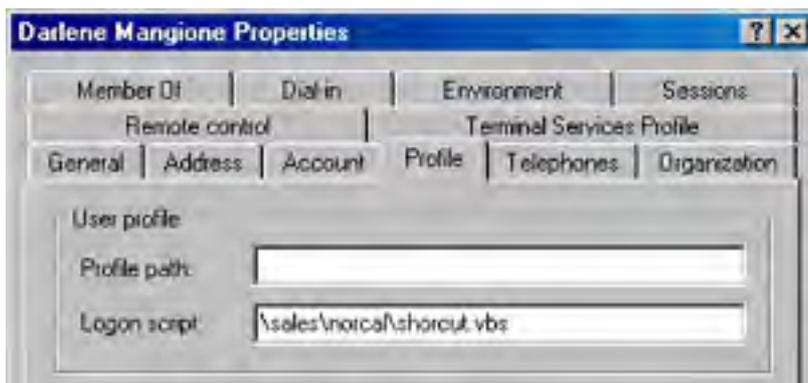 Darlene Mangione Properties
Member Of Dial-in Environment Sessions
Remote control Terminal Services Profile
General Address Account Profile Telephones Organization
User profile
Profile path:
Logon script: \sales\norcal\shorcut.vbs